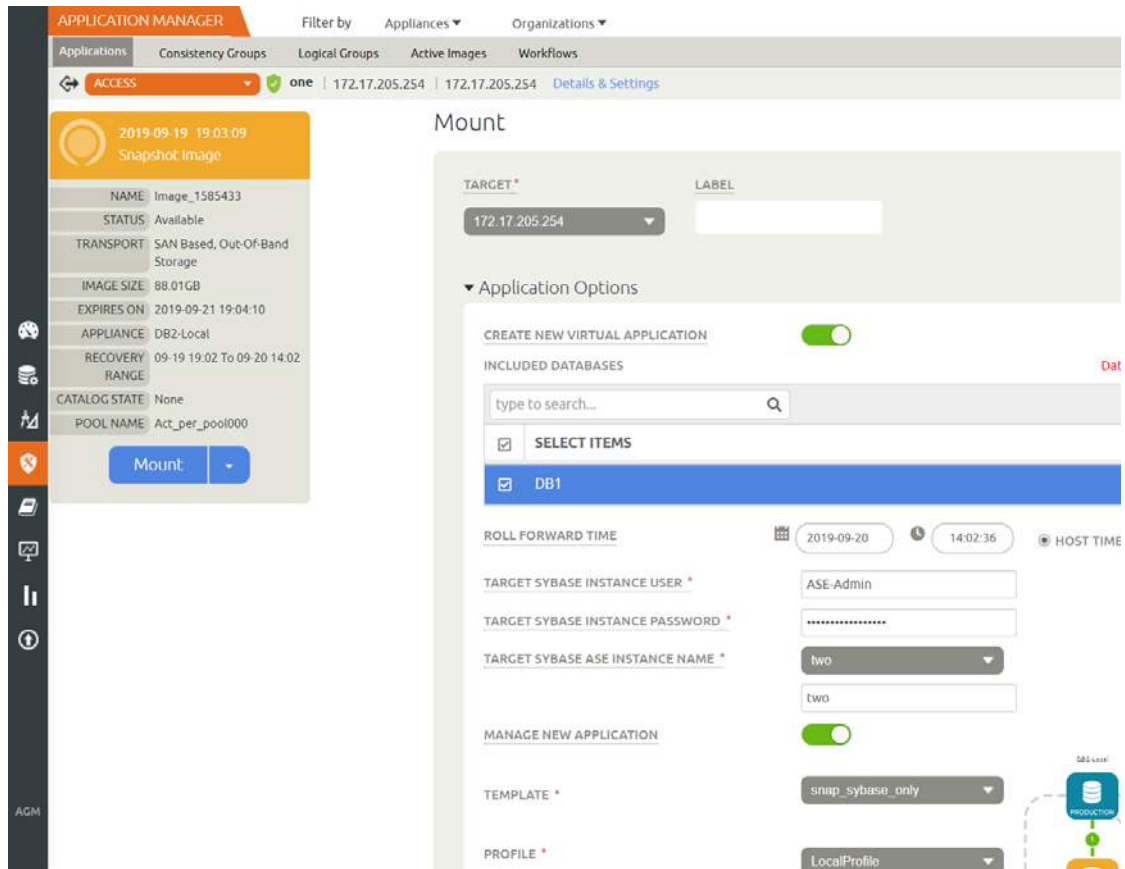 APPLICATION MANAGER Filter by Appliances Organizations
Applications Consistency Groups Logical Groups Active Images Workflows
ACCESS one 172.17.205.254 172.17.205.254 Details & Settings
2019-09-19 19:03:09
Snapshot Image
NAME Image_1585433
STATUS Available
TRANSPORT SAN Based, Out-Of-Band
Storage
IMAGE SIZE 88.01GB
EXPIRES ON 2019-09-21 19:04:10
APPLIANCE DB2-Local
RECOVERY 09-19 19:02 To 09-20 14:02
RANGE
CATALOG STATE None
POOL NAME Act_per_pool000
Mount
Mount
TARGET * LABEL
172.17.205.254
Application Options
CREATE NEW VIRTUAL APPLICATION
INCLUDED DATABASES Dat
type to search...
SELECT ITEMS
DB1
ROLL FORWARD TIME 2019-09-20 14:02:36 HOST TIME
TARGET SYBASE INSTANCE USER * ASE-Admin
TARGET SYBASE INSTANCE PASSWORD * •••••••••••••••••
TARGET SYBASE ASE INSTANCE NAME * two
two
MANAGE NEW APPLICATION
TEMPLATE * snap_sybase_only
PROFILE * LocalProfile
PRODUCTION
AGM